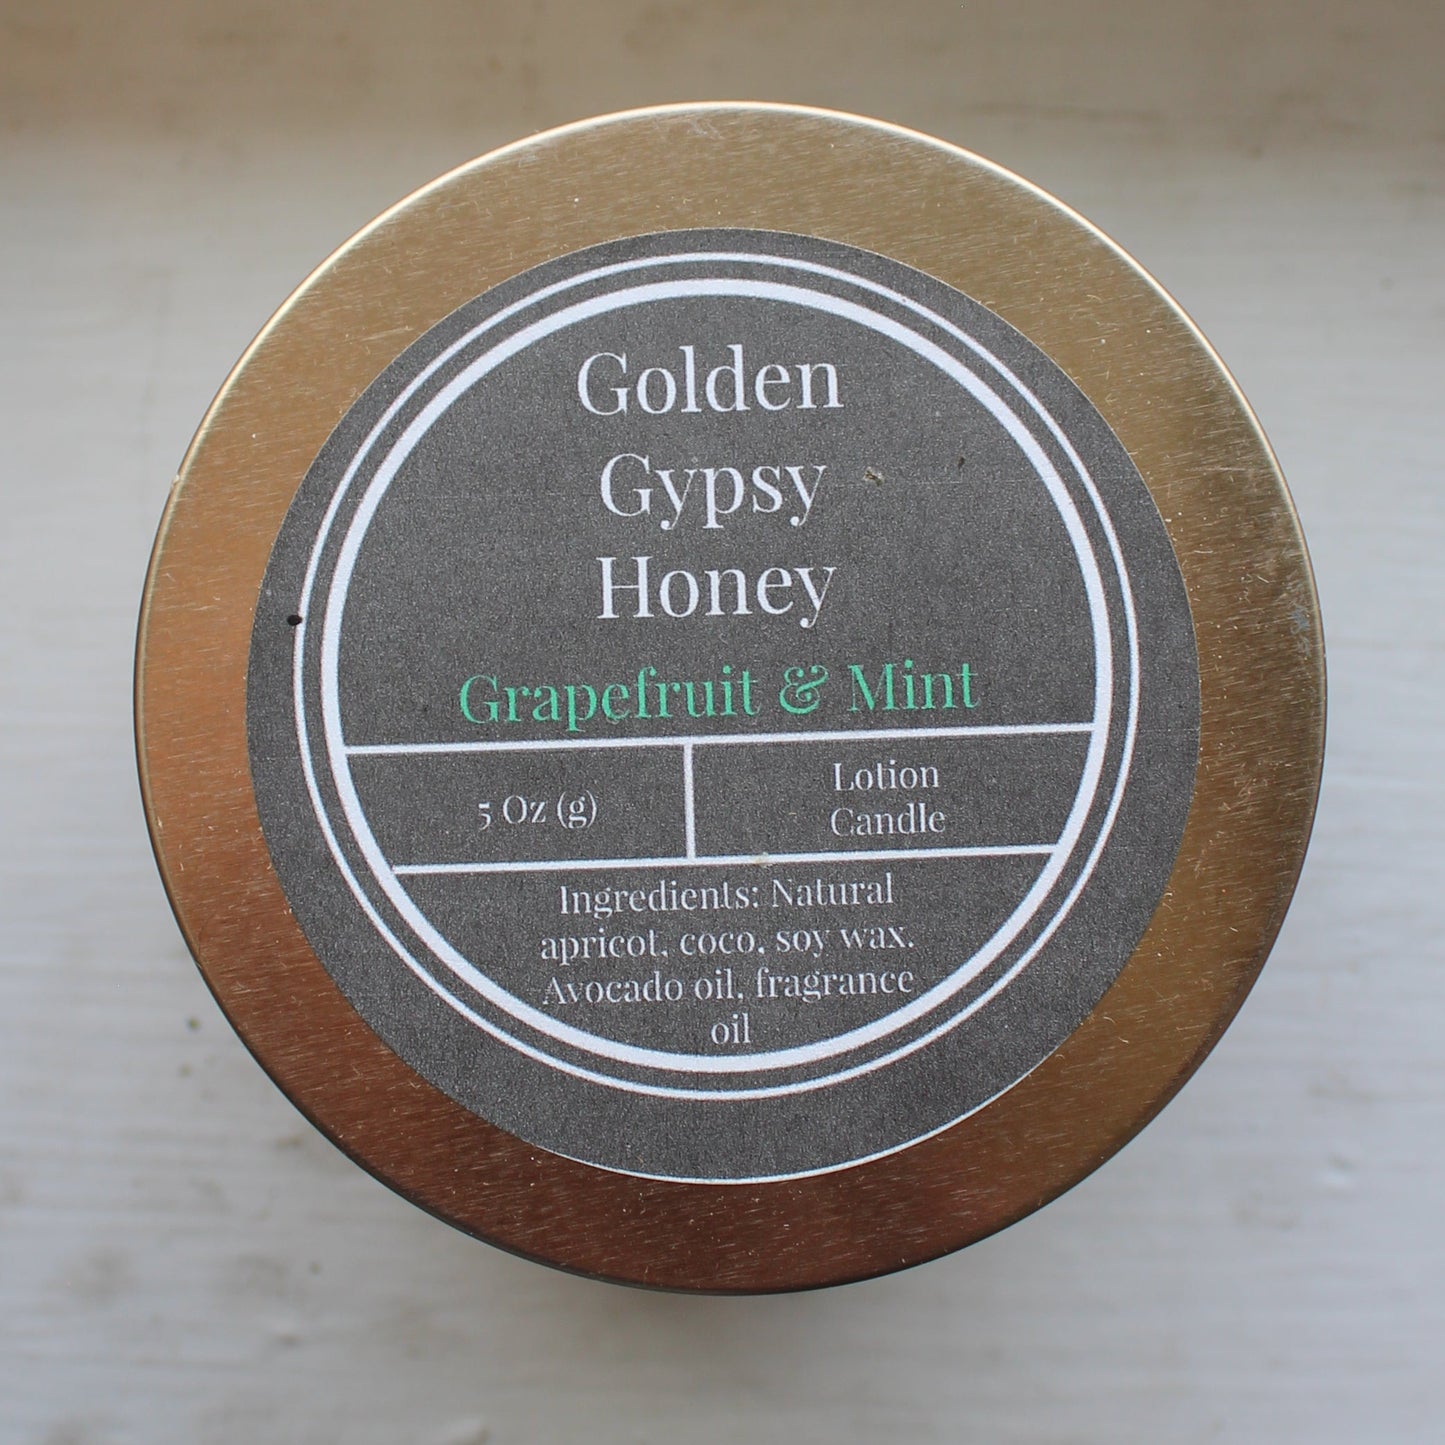 Golden
Gypsy
Honey
Grapefruit & Mint
5 Oz (g)
Lotion
Candle
Ingredients: Natural
apricot, coco, soy wax.
Avocado oil, fragrance
oil